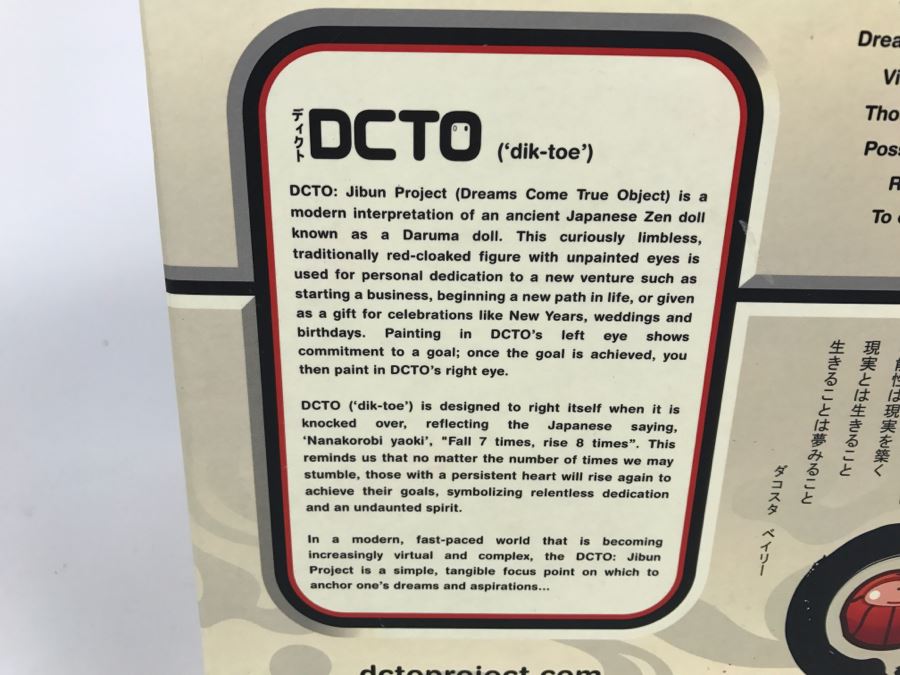 ディクト
DCTO ('dik-toe')
DCTO: Jibun Project (Dreams Come True Object) is a
modern interpretation of an ancient Japanese Zen doll
known as a Daruma doll. This curiously limbless,
traditionally red-cloaked figure with unpainted eyes is
used for personal dedication to a new venture such as
starting a business, beginning a new path in life, or given
as a gift for celebrations like New Years, weddings and
birthdays. Painting in DCTO's left eye shows
commitment to a goal; once the goal is achieved, you
then paint in DCTO's right eye.
DCTO ('dik-toe') is designed to right itself when it is
knocked over, reflecting the Japanese saying,
'Nanakorobi yaoki', "Fall 7 times, rise 8 times". This
reminds us that no matter the number of times we may
stumble, those with a persistent heart will rise again to
achieve their goals, symbolizing relentless dedication
and an undaunted spirit.
In a modern, fast-paced world that is becoming
increasingly virtual and complex, the DCTO: Jibun
Project is a simple, tangible focus point on which to
anchor one's dreams and aspirations...
dctoproject.com
To
性は現実を築く
現実とは生きること
生きることは夢みること
ダコスタ ベイリー